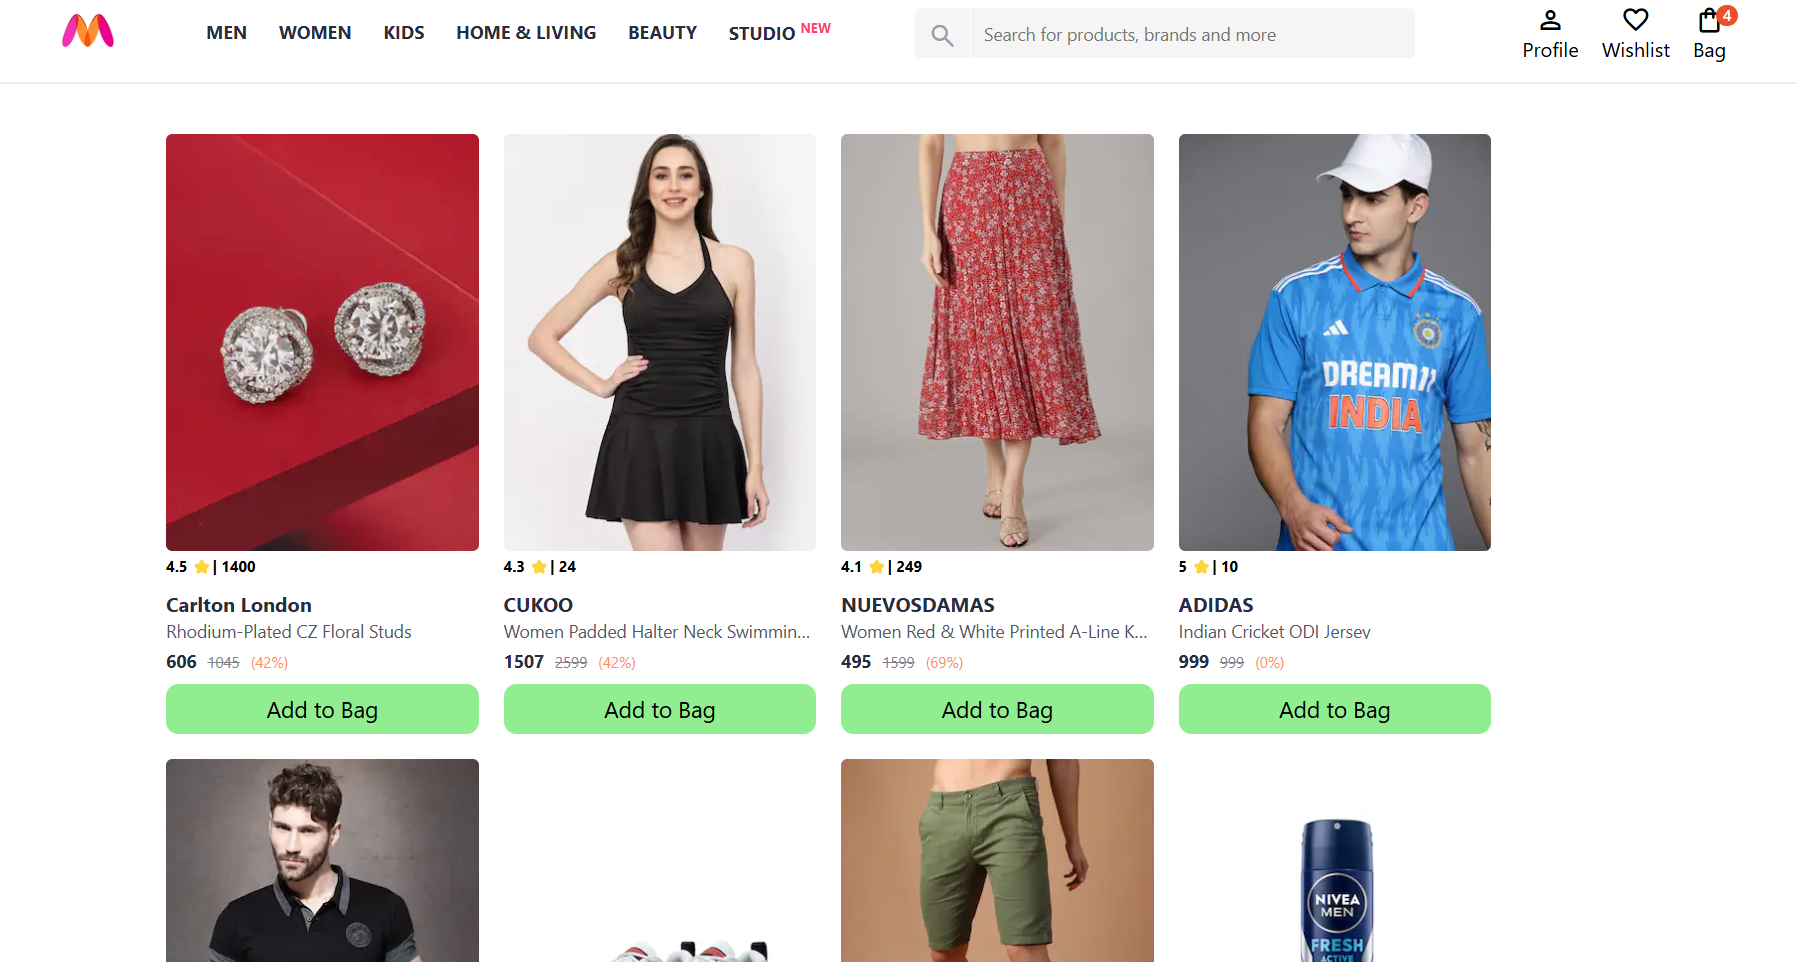 MEN WOMEN KIDS HOME & LIVING BEAUTY STUDIO NEW
Search for products, brands and more
Profile Wishlist Bag 4
DREAM11
INDIA
4.5 ⭐ | 1400
Carlton London
Rhodium-Plated CZ Floral Studs
606 1045 (42%)
Add to Bag
4.3 ⭐ | 24
CUKOO
Women Padded Halter Neck Swimmin...
1507 2599 (42%)
Add to Bag
4.1 ⭐ | 249
NUEVOSDAMAS
Women Red & White Printed A-Line K...
495 1599 (69%)
Add to Bag
5 ⭐ | 10
ADIDAS
Indian Cricket ODI Jersey
999 999 (0%)
Add to Bag
NIVEA
MEN
FRESH
ACTIVE